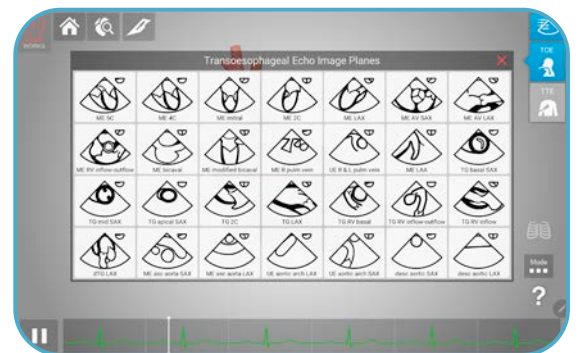 WORKS
Transoesophageal Echo Image Planes
TOE
TTE
ME 5C
ME 4C
ME mitral
ME 2C
ME LAX
ME AV SAX
ME AV LAX
ME RV inflow-outflow
ME bicaval
ME modified bicaval
ME R pulm vein
UE R & L pulm vein
ME LAA
TG basal SAX
TG mid SAX
TG apical SAX
TG 2C
TG LAX
TG RV basal
TG RV inflow-outflow
TG RV inflow
dTG LAX
ME asc aorta SAX
ME asc aorta LAX
UE aortic arch LAX
UE aortic arch SAX
desc aortic SAX
desc aortic LAX
Mode
?